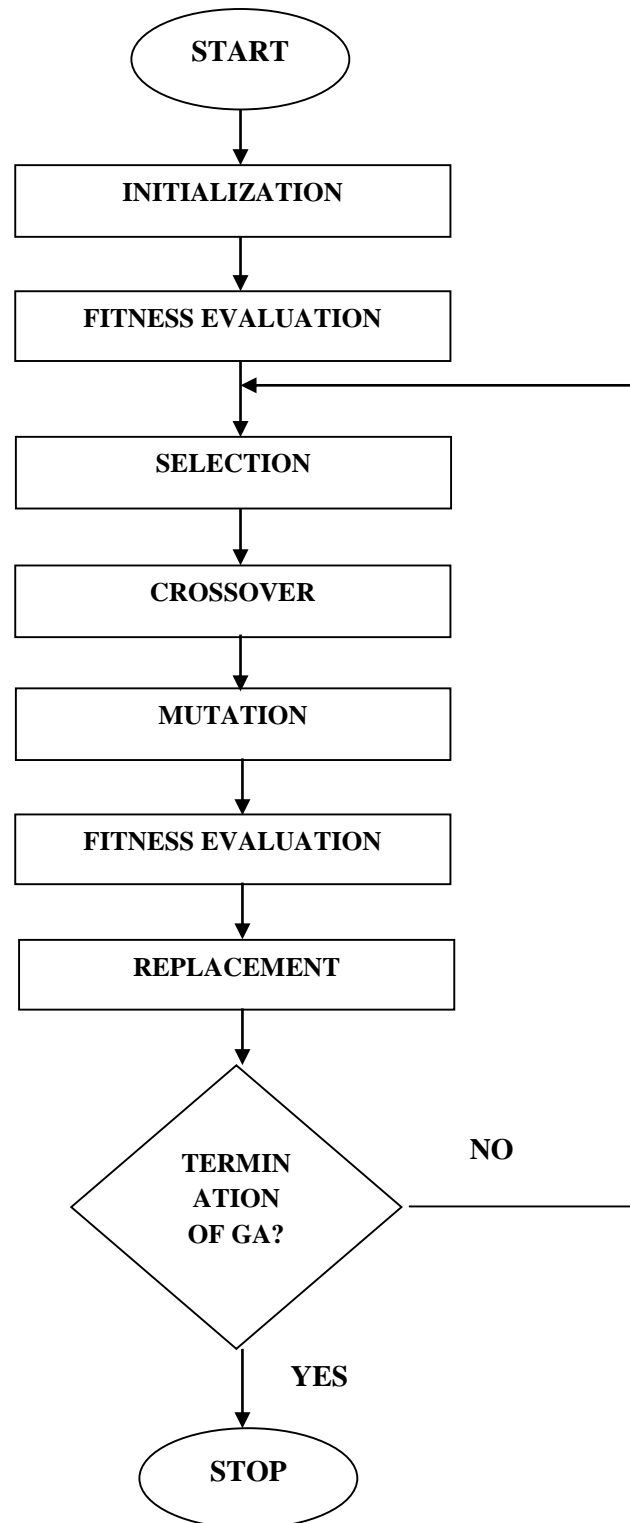 START
INITIALIZATION
FITNESS EVALUATION
SELECTION
CROSSOVER
MUTATION
FITNESS EVALUATION
REPLACEMENT
TERMIN
ATION
OF GA?
NO
YES
STOP